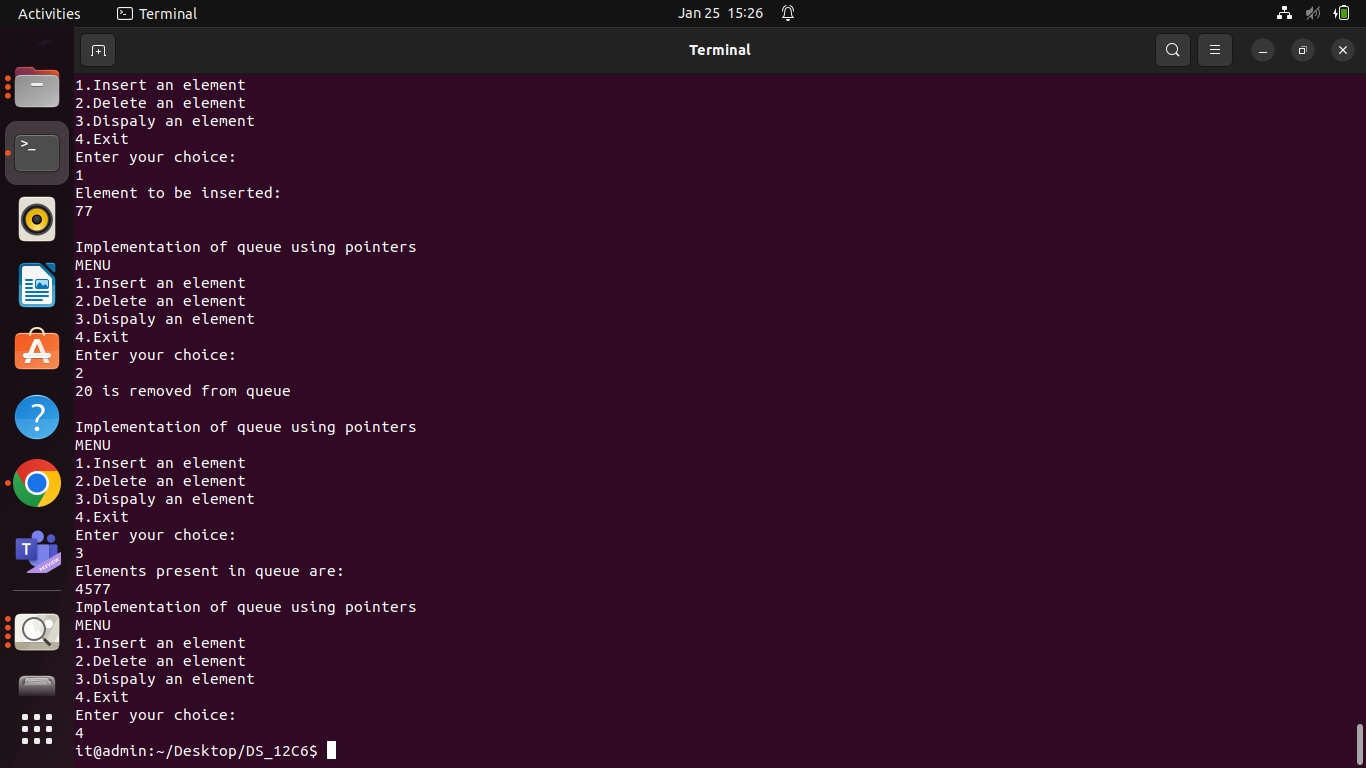 Activities
Terminal
Jan 25 15:26
Terminal
1.Insert an element
2.Delete an element
3.Dispaly an element
4.Exit
Enter your choice:
1
Element to be inserted:
77
Implementation of queue using pointers
MENU
1.Insert an element
2.Delete an element
3.Dispaly an element
4.Exit
Enter your choice:
2
20 is removed from queue
Implementation of queue using pointers
MENU
1.Insert an element
2.Delete an element
3.Dispaly an element
4.Exit
Enter your choice:
3
Elements present in queue are:
4577
Implementation of queue using pointers
MENU
1.Insert an element
2.Delete an element
3.Dispaly an element
4.Exit
Enter your choice:
4
it@admin:~/Desktop/DS_12C6$